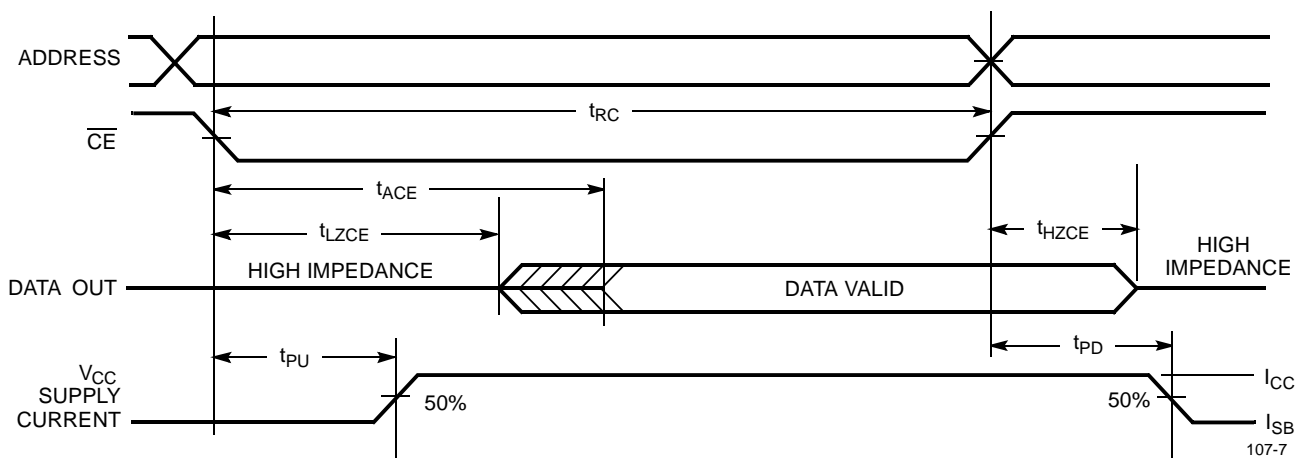 ADDRESS
tRC
CE
tACE
tLZCE
tHZCE
HIGH IMPEDANCE
HIGH
IMPEDANCE
DATA OUT
DATA VALID
tPU
tPD
VCC
SUPPLY
CURRENT
50%
50%
ICC
ISB
107-7